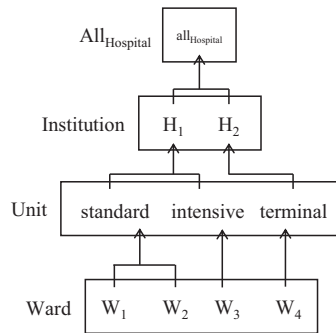 All_Hospital all_Hospital
Institution H_1 H_2
Unit standard intensive terminal
Ward W_1 W_2 W_3 W_4